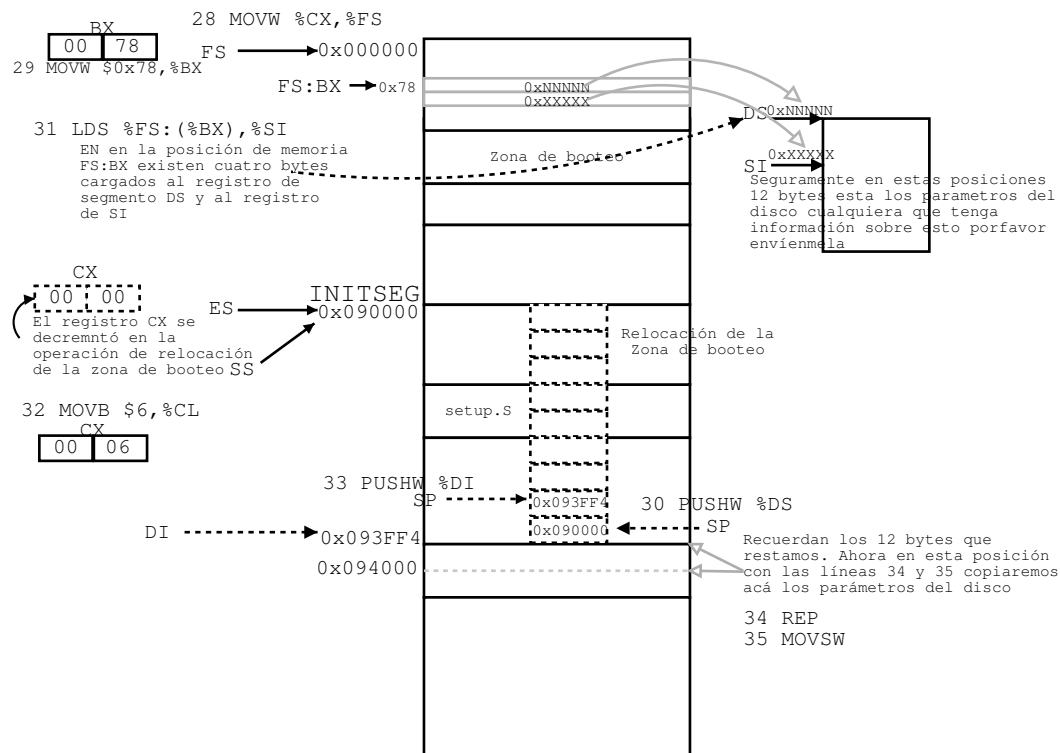 28 MOVW %CX,%FS
BX
00 78
FS
0x000000
29 MOVW $0x78,%BX
FS:BX
0x78
0xNNNNN
0xXXXXX
DS
0xNNNNN
31 LDS %FS:(%BX),%SI
EN en la posición de memoria
FS:BX existen cuatro bytes
cargados al registro de
segmento DS y al registro
de SI
Zona de booteo
0xXXXXX
SI
Seguramente en estas posiciones
12 bytes esta los parametros del
disco cualquiera que tenga
información sobre esto porfavor
envíenmela
CX
00 00
INITSEG
ES
0x090000
El registro CX se
decremntó en la
operación de relocación
de la zona de booteo
SS
Relocación de la
Zona de booteo
32 MOVB $6,%CL
CX
00 06
setup.S
33 PUSHW %DI
SP
0x093FF4
30 PUSHW %DS
SP
0x090000
DI
0x093FF4
0x094000
Recuerdan los 12 bytes que
restamos. Ahora en esta posición
con las líneas 34 y 35 copiaremos
acá los parámetros del disco
34 REP
35 MOVSW